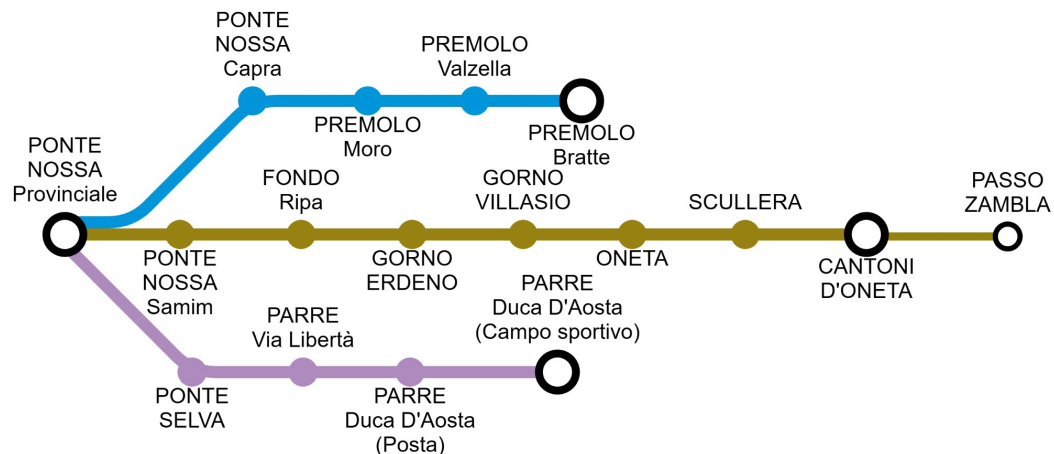 PONTE
NOSSA
Capra
PREMOLO
Valzella
PREMOLO
Moro
PREMOLO
Bratte
PONTE
NOSSA
Provinciale
FONDO
Ripa
GORNO
VILLASIO
SCULLERA
PASSO
ZAMBLA
PONTE
NOSSA
Samim
GORNO
ERDENO
ONETA
CANTONI
D'ONETA
PARRE
Via Libertà
PARRE
Duca D'Aosta
(Campo sportivo)
PONTE
SELVA
PARRE
Duca D'Aosta
(Posta)